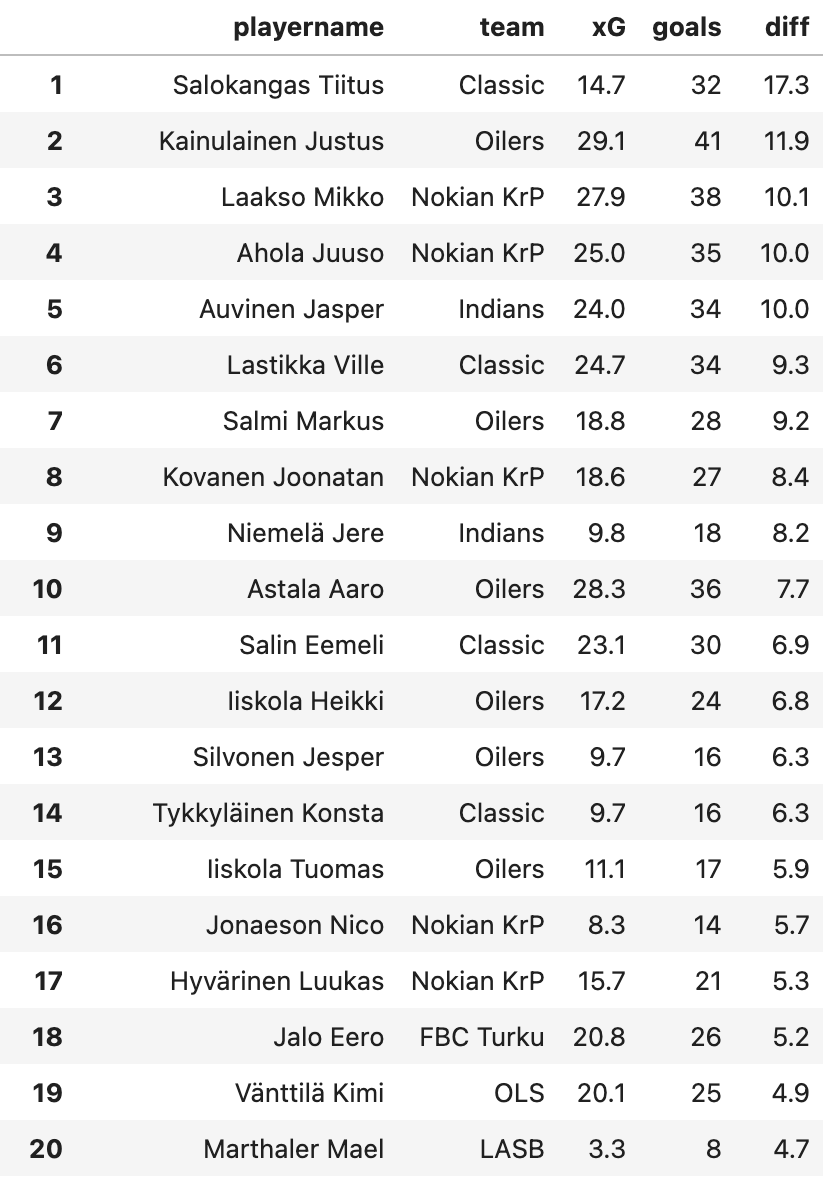 playername team xG goals diff
1 Salokangas Tiitus Classic 14.7 32 17.3
2 Kainulainen Justus Oilers 29.1 41 11.9
3 Laakso Mikko Nokian KrP 27.9 38 10.1
4 Ahola Juuso Nokian KrP 25.0 35 10.0
5 Auvinen Jasper Indians 24.0 34 10.0
6 Lastikka Ville Classic 24.7 34 9.3
7 Salmi Markus Oilers 18.8 28 9.2
8 Kovanen Joonatan Nokian KrP 18.6 27 8.4
9 Niemelä Jere Indians 9.8 18 8.2
10 Astala Aaro Oilers 28.3 36 7.7
11 Salin Eemeli Classic 23.1 30 6.9
12 Iiskola Heikki Oilers 17.2 24 6.8
13 Silvonen Jesper Oilers 9.7 16 6.3
14 Tykkyläinen Konsta Classic 9.7 16 6.3
15 Iiskola Tuomas Oilers 11.1 17 5.9
16 Jonaeson Nico Nokian KrP 8.3 14 5.7
17 Hyvärinen Luukas Nokian KrP 15.7 21 5.3
18 Jalo Eero FBC Turku 20.8 26 5.2
19 Vänttilä Kimi OLS 20.1 25 4.9
20 Marthaler Mael LASB 3.3 8 4.7